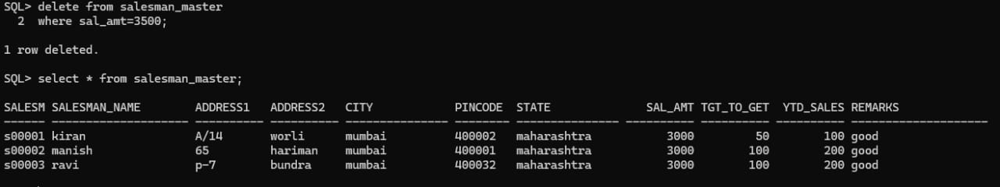 SQL> delete from salesman_master
  2  where sal_amt=3500;
1 row deleted.
SQL> select * from salesman_master;
SALESM SALESMAN_NAME        ADDRESS1   ADDRESS2   CITY            PINCODE  STATE              SAL_AMT TGT_TO_GET  YTD_SALES REMARKS
------ -------------------- ---------- ---------- --------------- -------- --------------- ---------- ---------- ---------- --------------------
s00001 kiran                A/14       worli      mumbai          400002   maharashtra           3000         50        100 good
s00002 manish               65         hariman    mumbai          400001   maharashtra           3000        100        200 good
s00003 ravi                 p-7        bundra     mumbai          400032   maharashtra           3000        100        200 good